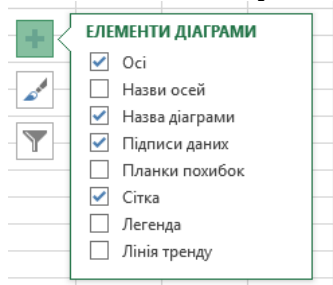 ЕЛЕМЕНТИ ДІАГРАМИ
Осі
Назви осей
Назва діаграми
Підписи даних
Планки похибок
Сітка
Легенда
Лінія тренду